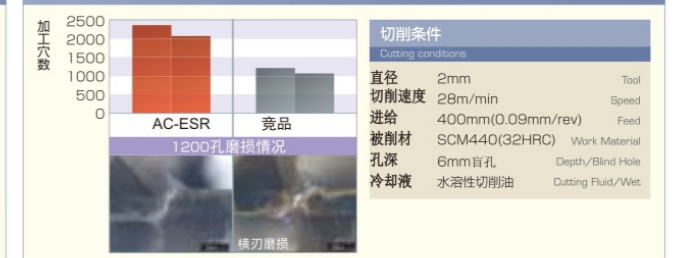 加工穴数
2500
2000
1500
1000
500
0
AC-ESR 竞品
1200孔磨损情况
横刃磨损
切削条件
Cutting conditions
直径 2mm Tool
切削速度 28m/min Speed
进给 400mm(0.09mm/rev) Feed
被削材 SCM440(32HRC) Work Material
孔深 6mm盲孔 Depth/Blind Hole
冷却液 水溶性切削油 Cutting Fluid/Wet